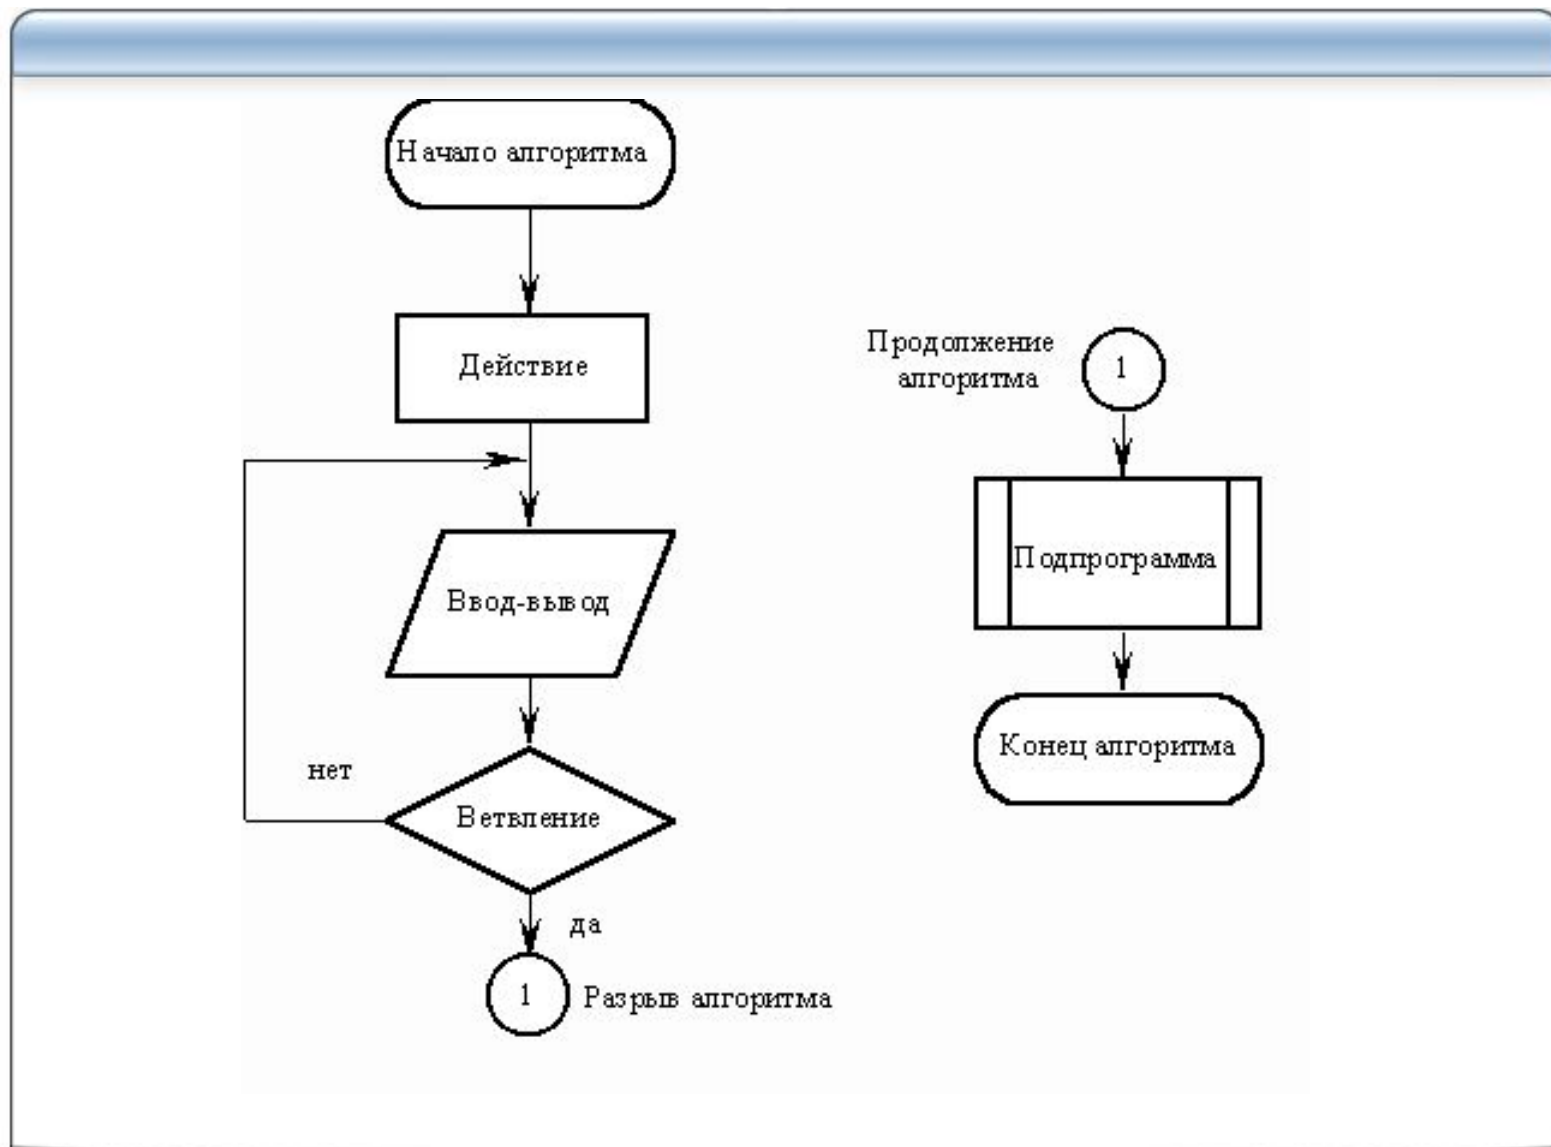 Начало алгоритма
Действие
Ввод-вывод
нет
Ветвление
да
1
Разрыв алгоритма
Продолжение
алгоритма
1
Подпрограмма
Конец алгоритма